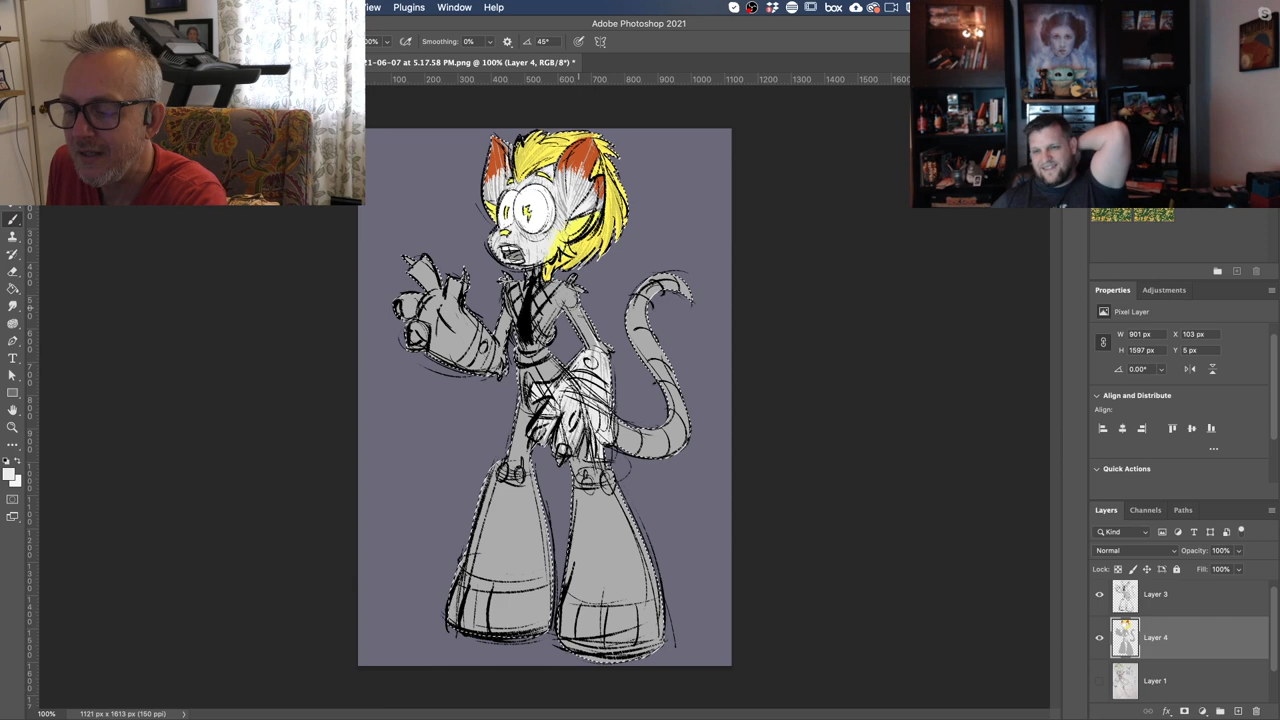 iew Plugins Window Help
box
Adobe Photoshop 2021
00% Smoothing: 0% 45°
21-06-07 at 5.17.58 PM.png @ 100% (Layer 4, RGB/8*) *
100 200 300 400 500 600 700 800 900 1000 1100 1200 1300 1400 1500 1600
Properties Adjustments
Pixel Layer
W 901 px X 103 px
H 1597 px Y 5 px
0.00°
Align and Distribute
Align:
Quick Actions
Layers Channels Paths
Kind
Normal Opacity: 100%
Lock: Fill: 100%
Layer 3
Layer 4
Layer 1
100% 1121 px x 1613 px (150 ppi)